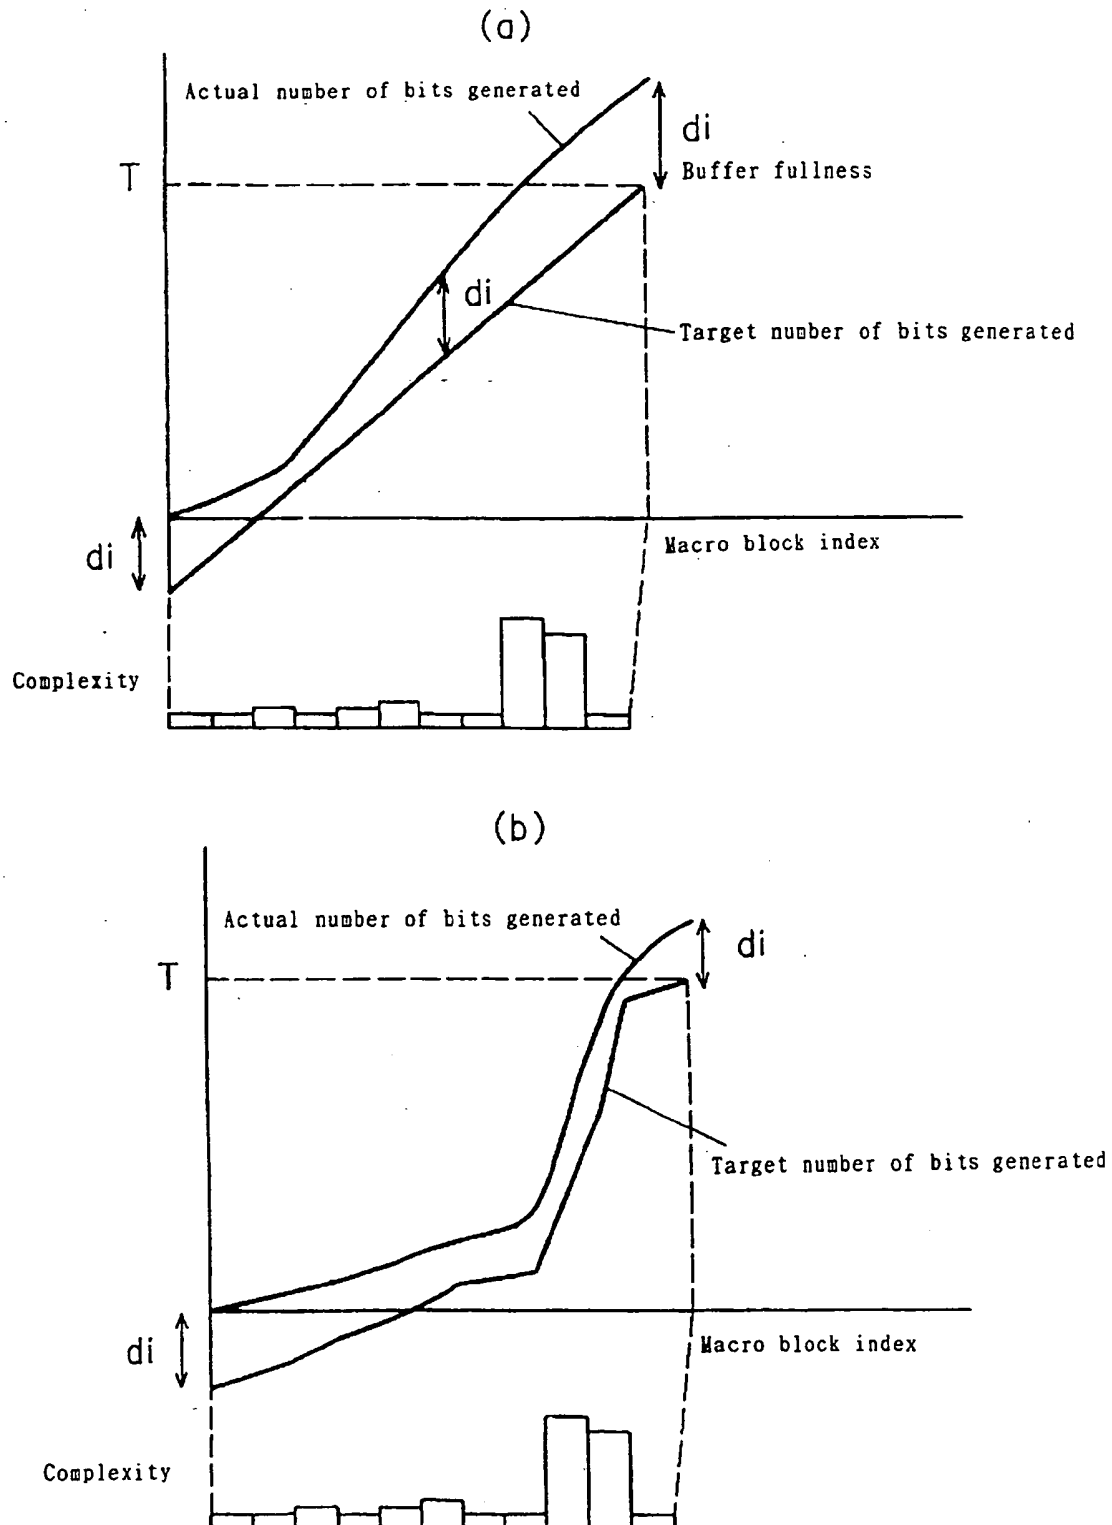 (a)
Actual number of bits generated
di
T
Buffer fullness
di
Target number of bits generated
di
Macro block index
Complexity
(b)
Actual number of bits generated
di
T
Target number of bits generated
di
Macro block index
Complexity